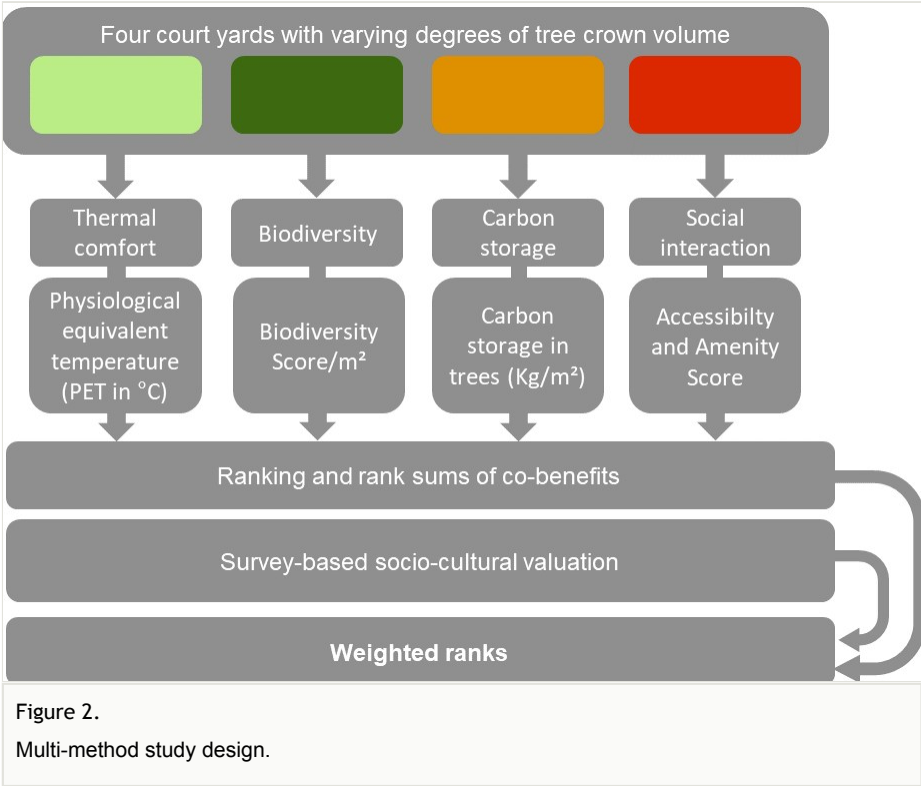 Four court yards with varying degrees of tree crown volume
Thermal
comfort
Biodiversity
Carbon
storage
Social
interaction
Physiological
equivalent
temperature
(PET in °C)
Biodiversity
Score/m²
Carbon
storage in
trees (Kg/m²)
Accessibilty
and Amenity
Score
Ranking and rank sums of co-benefits
Survey-based socio-cultural valuation
Weighted ranks
Figure 2.
Multi-method study design.